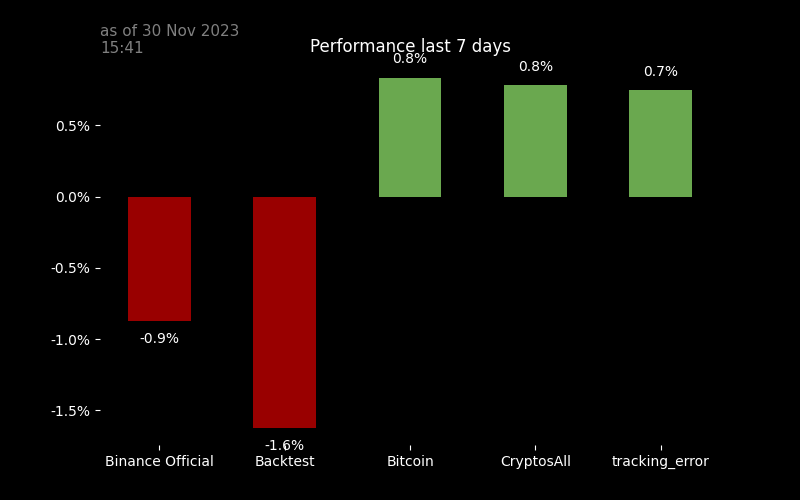 as of 30 Nov 2023
15:41
Performance last 7 days
0.8%
0.8%
0.7%
0.5%
0.0%
-0.5%
-1.0%
-1.5%
-0.9%
-1.6%
Binance Official
Backtest
Bitcoin
CryptosAll
tracking_error